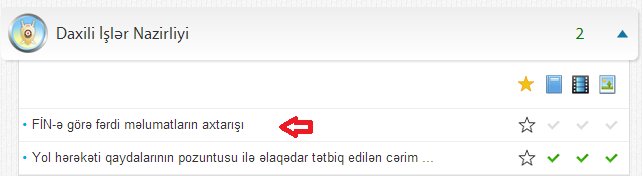 Daxili İşlər Nazirliyi 2
FİN-ə görə fərdi məlumatların axtarışı
Yol hərəkəti qaydalarının pozuntusu ilə əlaqədar tətbiq edilən cərim ...